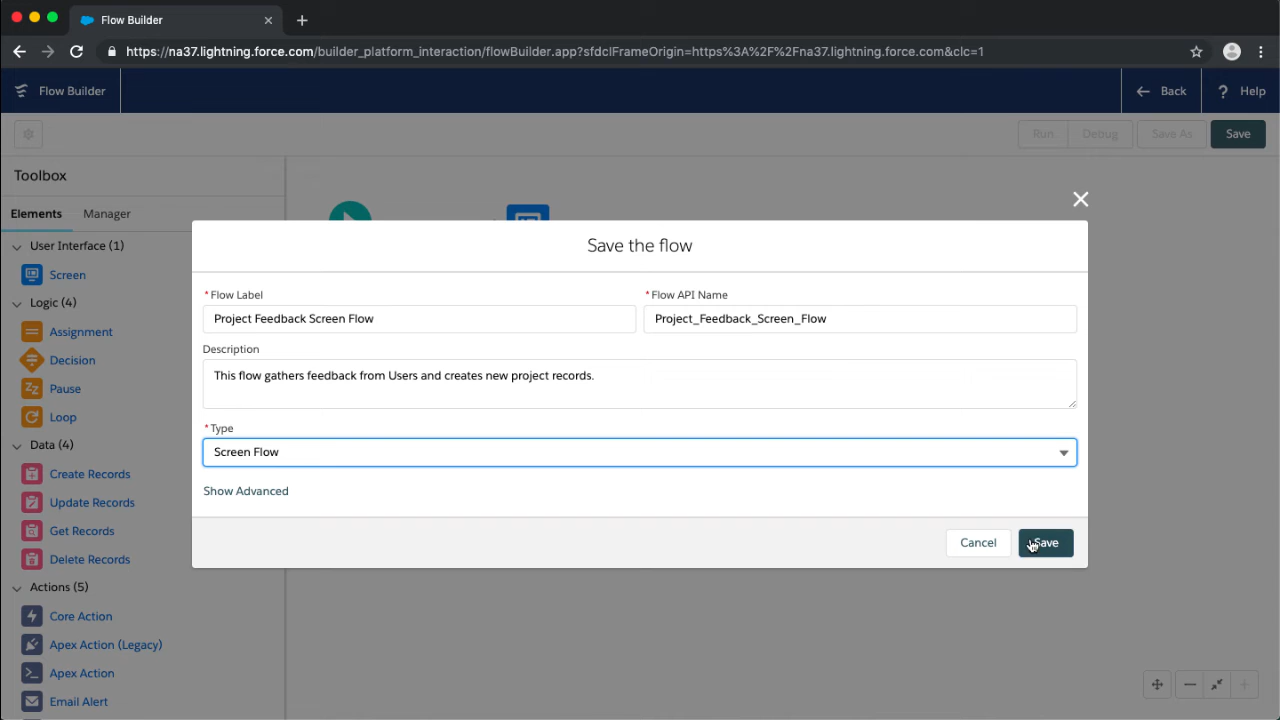 Flow Builder
https://na37.lightning.force.com/builder_platform_interaction/flowBuilder.app?sfdcIFrameOrigin=https%3A%2F%2Fna37.lightning.force.com&clc=1
Flow Builder
Back
? Help
Run
Debug
Save As
Save
Toolbox
Elements
Manager
User Interface (1)
Screen
Logic (4)
Assignment
Decision
Pause
Loop
Data (4)
Create Records
Update Records
Get Records
Delete Records
Actions (5)
Core Action
Apex Action (Legacy)
Apex Action
Email Alert
Save the flow
* Flow Label
* Flow API Name
Project Feedback Screen Flow
Project_Feedback_Screen_Flow
Description
This flow gathers feedback from Users and creates new project records.
* Type
Screen Flow
Show Advanced
Cancel
Save